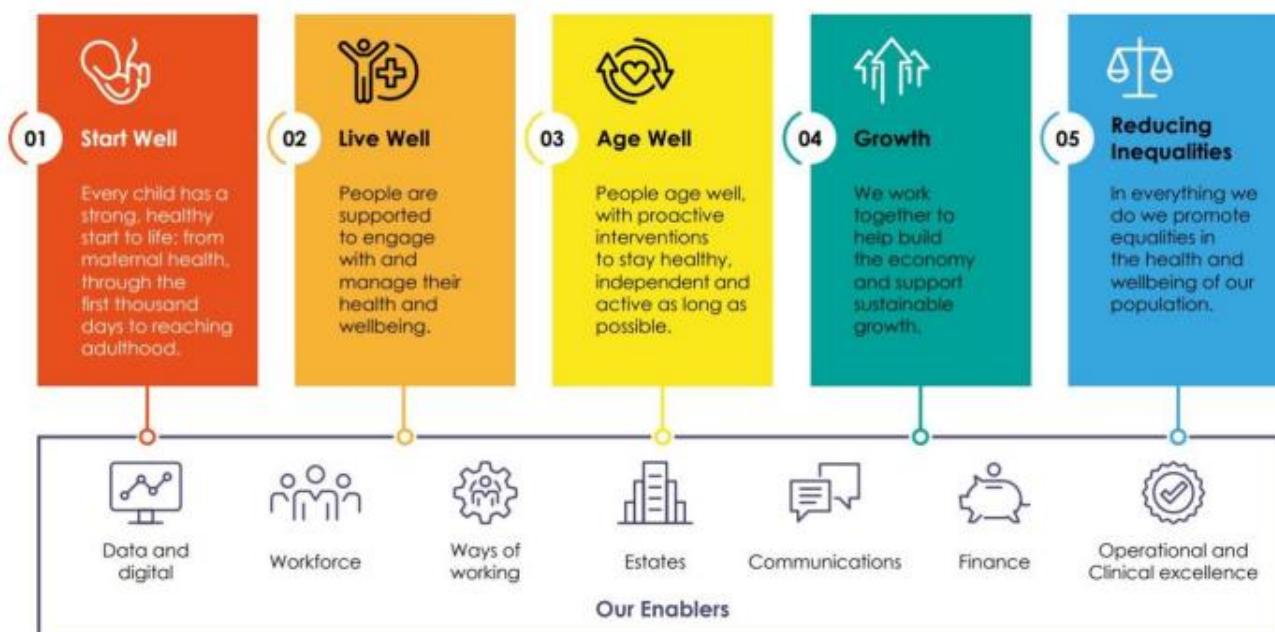 01
Start Well
Every child has a
strong, healthy
start to life: from
maternal health,
through the
first thousand
days to reaching
adulthood.
02
Live Well
People are
supported
to engage
with and
manage their
health and
wellbeing.
03
Age Well
People age well,
with proactive
interventions
to stay healthy,
independent and
active as long as
possible.
04
Growth
We work
together to
help build
the economy
and support
sustainable
growth.
05
Reducing
Inequalities
In everything we
do we promote
equalities in
the health and
wellbeing of our
population.
Data and
digital
Workforce
Ways of
working
Estates
Communications
Finance
Operational and
Clinical excellence
Our Enablers